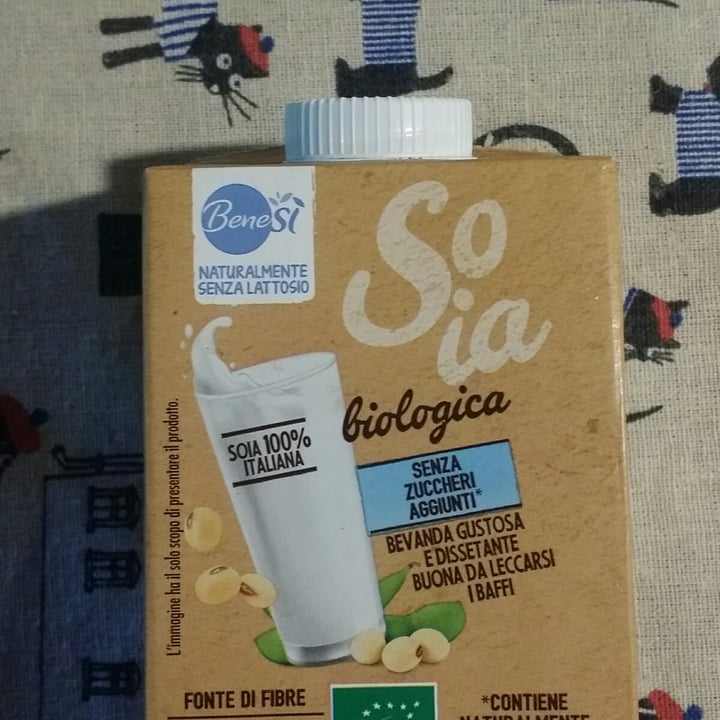 BeneSì
NATURALMENTE
SENZA LATTOSIO
So
ia
biologica
SOIA 100%
ITALIANA
SENZA
ZUCCHERI
AGGIUNTI*
BEVANDA GUSTOSA
E DISSETANTE
BUONA DA LECCARSI
I BAFFI
L'immagine ha il solo scopo di presentare il prodotto.
FONTE DI FIBRE
*CONTIENE
NATURALMENTE